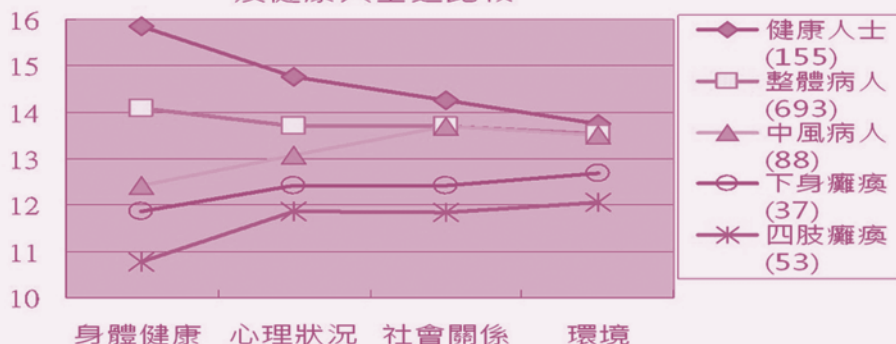 16
15
14
13
12
11
10
身體健康 心理狀況 社會關係 環境
健康人士
(155)
整體病人
(693)
中風病人
(88)
下身癱瘓
(37)
四肢癱瘓
(53)